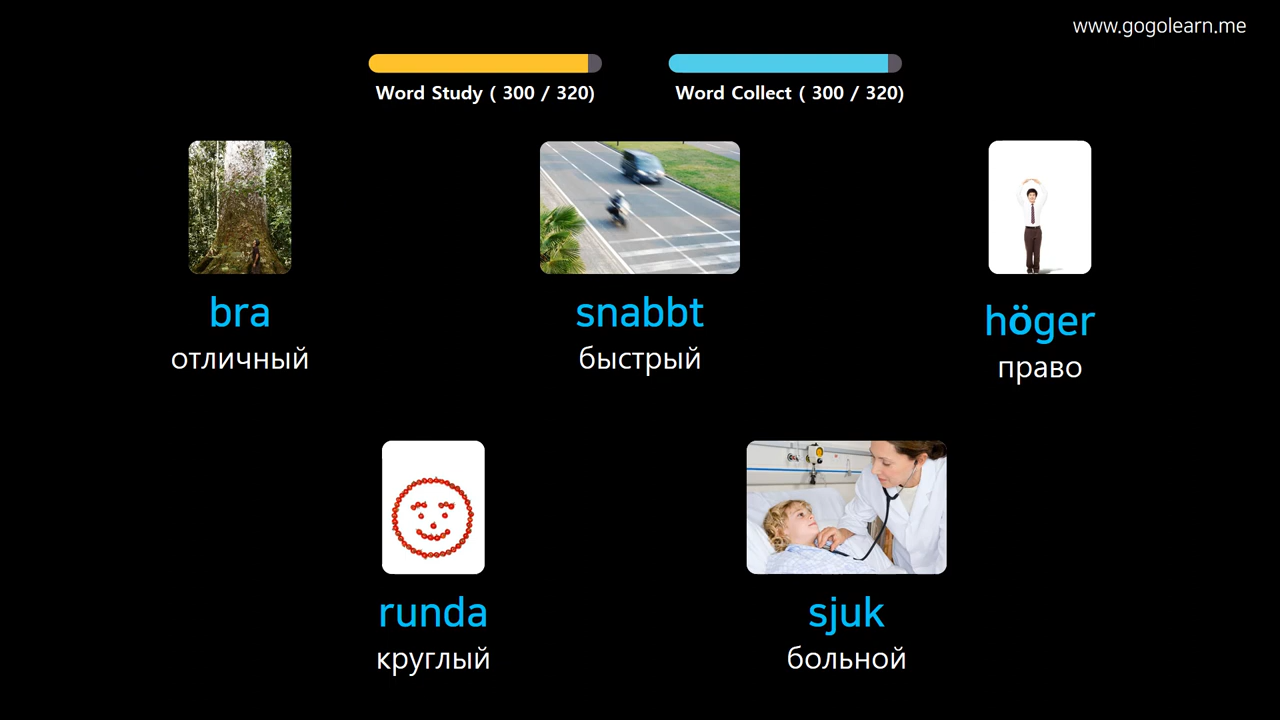 www.gogolearn.me
Word Study ( 300 / 320)
Word Collect ( 300 / 320)
bra
отличный
snabbt
быстрый
höger
право
runda
круглый
sjuk
больной